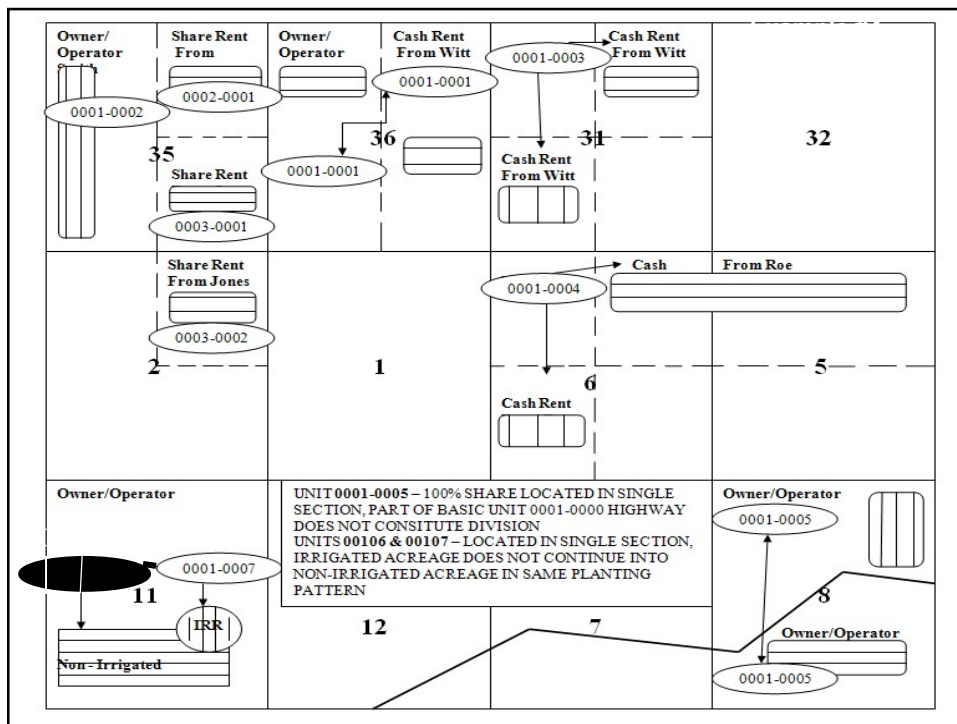 Owner/
Operator
Share Rent
From
Owner/
Operator
Cash Rent
From Witt
0001-0003
Cash Rent
From Witt
0001-0002
0002-0001
0001-0001
35
36
31
32
0001-0001
Share Rent
0003-0001
Cash Rent
From Witt
Share Rent
From Jones
0003-0002
0001-0004
Cash
From Roe
2
1
6
5
Cash Rent
Owner/Operator
UNIT 0001-0005 – 100% SHARE LOCATED IN SINGLE
SECTION, PART OF BASIC UNIT 0001-0000 HIGHWAY
DOES NOT CONSITUTE DIVISION
UNITS 00106 & 00107 – LOCATED IN SINGLE SECTION,
IRRIGATED ACREAGE DOES NOT CONTINUE INTO
NON-IRRIGATED ACREAGE IN SAME PLANTING
PATTERN
Owner/Operator
0001-0005
0001-0007
11
IRR
Non - Irrigated
12
7
8
Owner/Operator
0001-0005